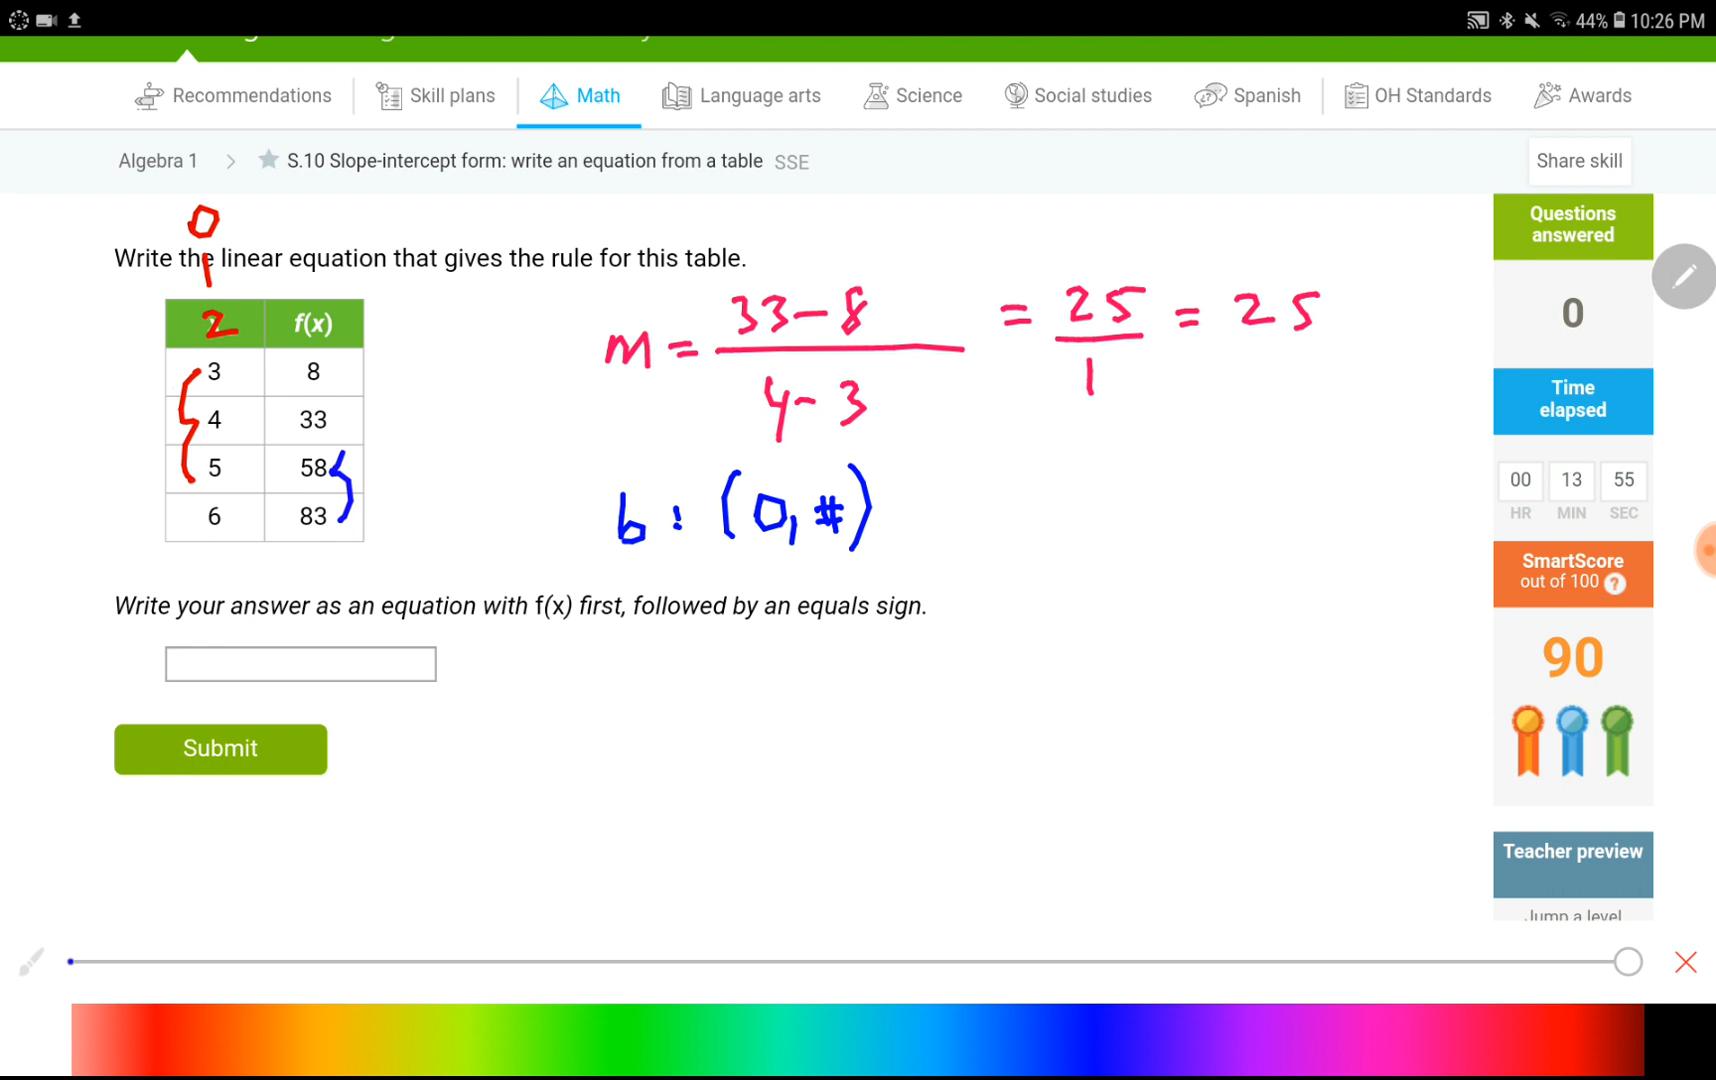 44% 10:26 PM
Recommendations Skill plans Math Language arts Science Social studies Spanish OH Standards Awards
Algebra 1 > S.10 Slope-intercept form: write an equation from a table SSE
Share skill
0
Write the linear equation that gives the rule for this table.
1
2 f(x)
3 8
4 33
5 58
6 83
m = 33-8 / 4-3 = 25/1 = 25
b: (0, #)
Write your answer as an equation with f(x) first, followed by an equals sign.
Submit
Questions
answered
0
Time
elapsed
00 13 55
HR MIN SEC
SmartScore
out of 100 ?
90
Teacher preview
Jump a level